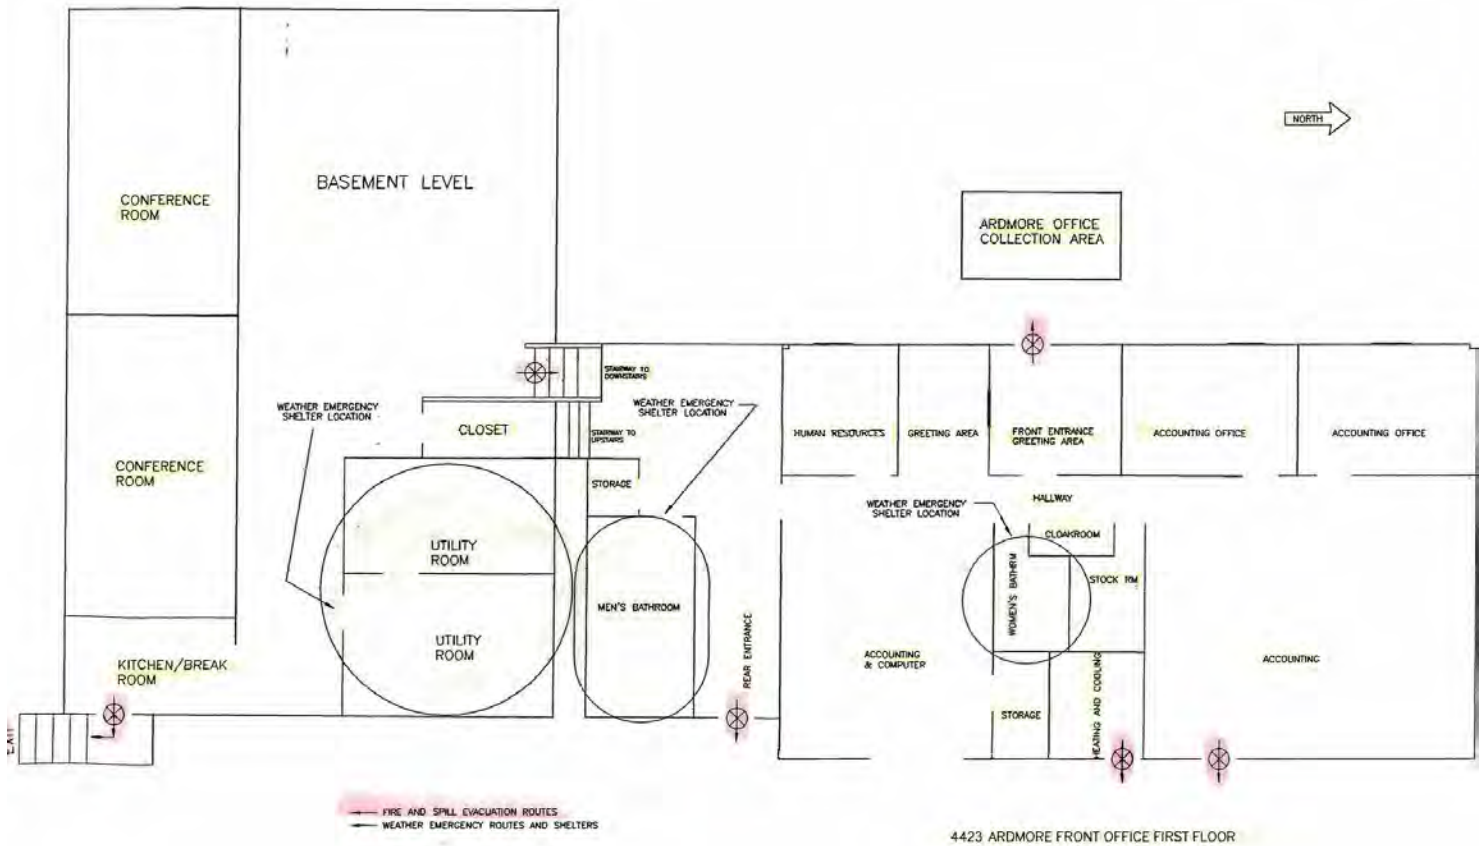 NORTH
BASEMENT LEVEL
CONFERENCE
ROOM
ARDMORE OFFICE
COLLECTION AREA
STAIRWAY TO
DOWNSTAIRS
WEATHER EMERGENCY
SHELTER LOCATION
WEATHER EMERGENCY
SHELTER LOCATION
CLOSET
STAIRWAY TO
UPSTAIRS
HUMAN RESOURCES
GREETING AREA
FRONT ENTRANCE
GREETING AREA
ACCOUNTING OFFICE
ACCOUNTING OFFICE
CONFERENCE
ROOM
STORAGE
WEATHER EMERGENCY
SHELTER LOCATION
HALLWAY
CLOAKROOM
UTILITY
ROOM
STOCK RM
WOMEN'S BATHRM
MEN'S BATHROOM
UTILITY
ROOM
REAR ENTRANCE
ACCOUNTING
& COMPUTER
ACCOUNTING
KITCHEN/BREAK
ROOM
HEATING AND COOLING
STORAGE
EXIT
FIRE AND SPILL EVACUATION ROUTES
WEATHER EMERGENCY ROUTES AND SHELTERS
4423 ARDMORE FRONT OFFICE FIRST FLOOR